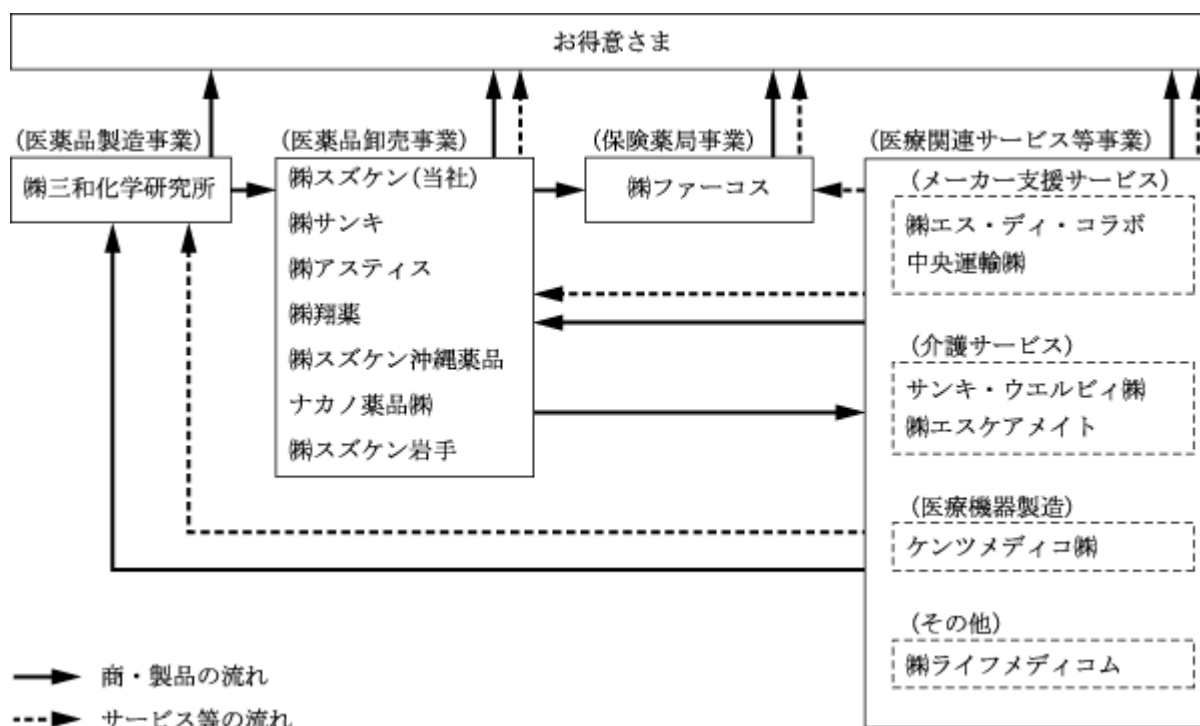 お得意さま
(医薬品製造事業)
㈱三和化学研究所
(医薬品卸売事業)
㈱スズケン(当社)
㈱サンキ
㈱アスティス
㈱翔薬
㈱スズケン沖縄薬品
ナカノ薬品㈱
㈱スズケン岩手
(保険薬局事業)
㈱ファーコス
(医療関連サービス等事業)
(メーカー支援サービス)
㈱エス・ディ・コラボ
中央運輸㈱
(介護サービス)
サンキ・ウエルビィ㈱
㈱エスケアメイト
(医療機器製造)
ケンツメディコ㈱
(その他)
㈱ライフメディコム
商・製品の流れ
サービス等の流れ